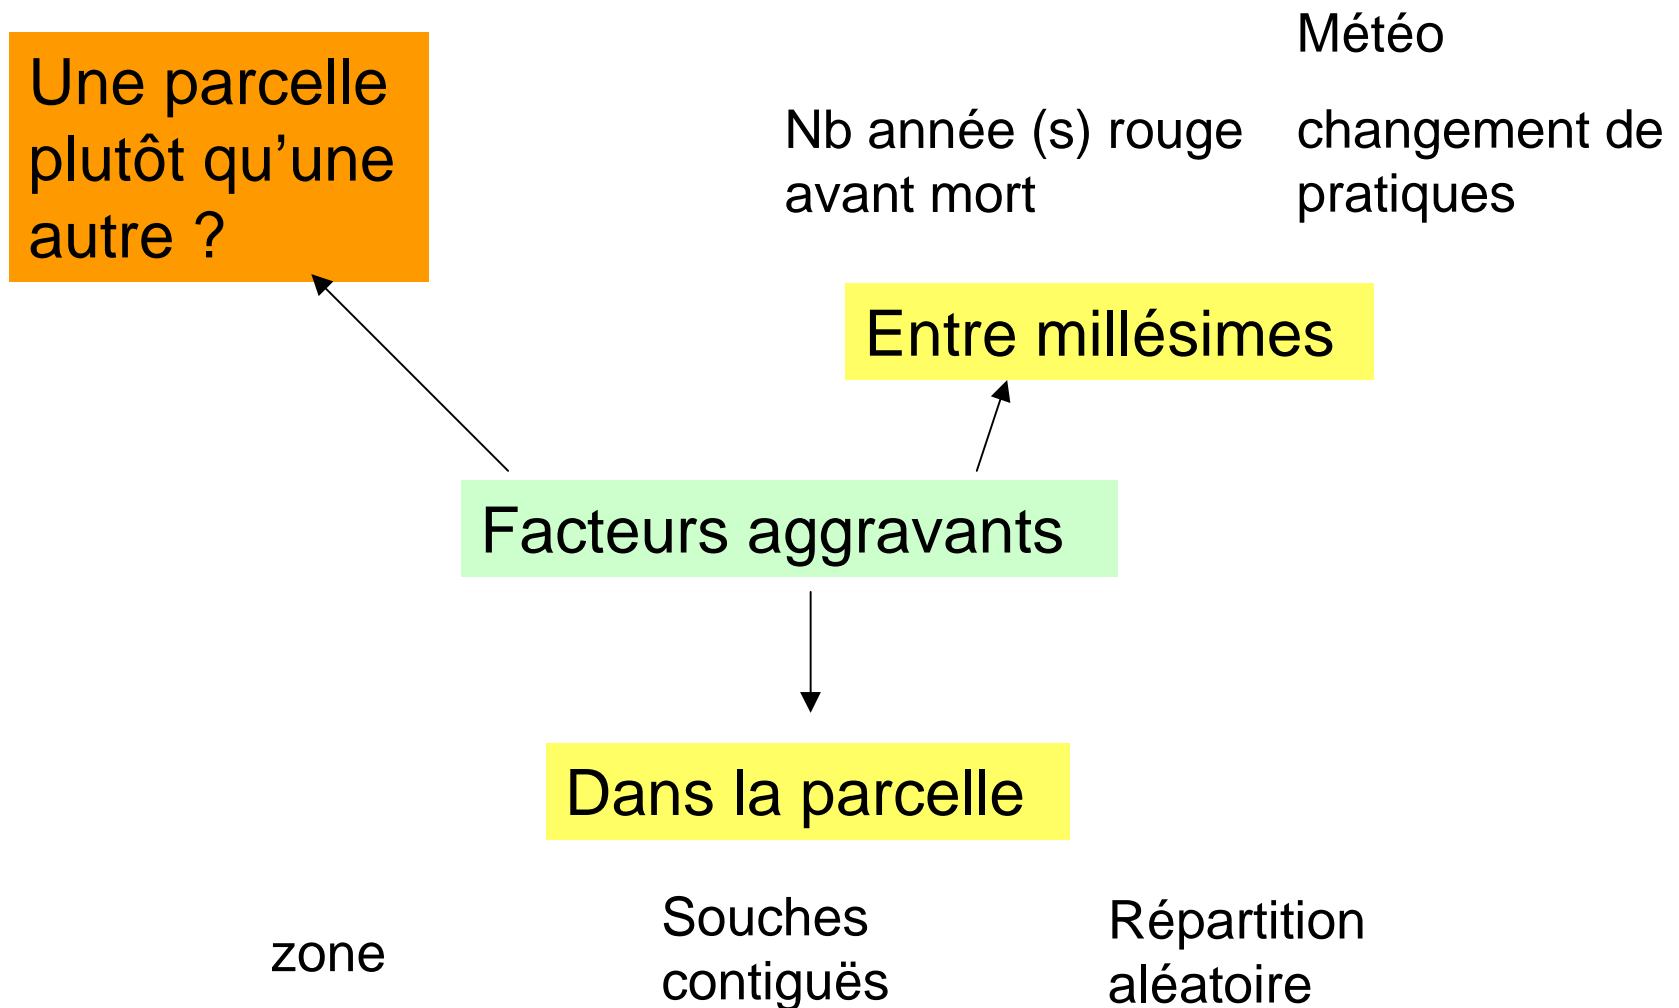 Une parcelle
plutôt qu’une
autre ?
Météo
Nb année (s) rouge
avant mort
changement de
pratiques
Entre millésimes
Facteurs aggravants
Dans la parcelle
zone
Souches
contiguës
Répartition
aléatoire